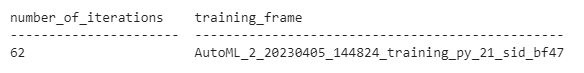 number_of_iterations    training_frame
----------------------  ------------------------------------------------
62                      AutoML_2_20230405_144824_training_py_21_sid_bf47